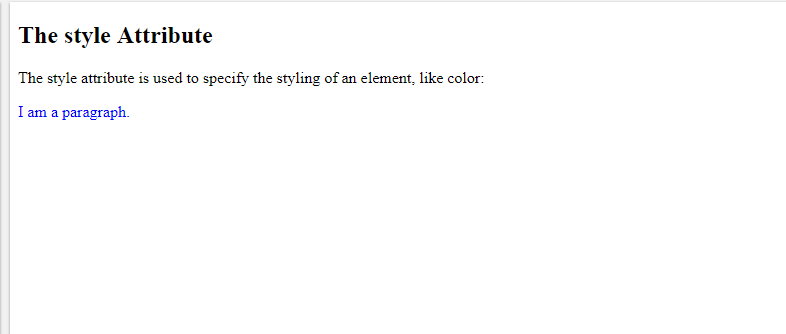 The style Attribute
The style attribute is used to specify the styling of an element, like color:
I am a paragraph.